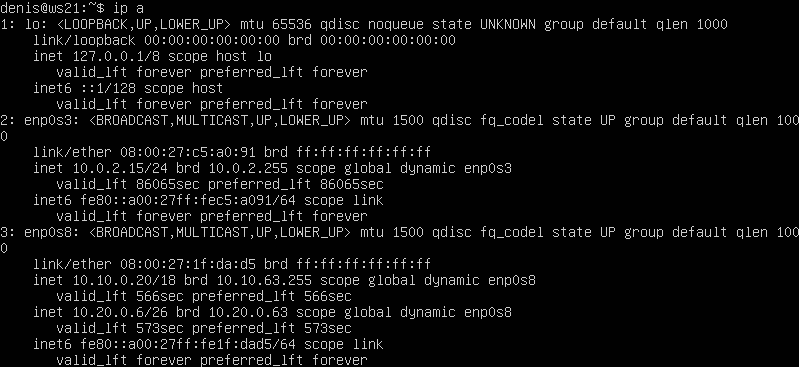 denis@ws21:~$ ip a
1: lo: <LOOPBACK,UP,LOWER_UP> mtu 65536 qdisc noqueue state UNKNOWN group default qlen 1000
    link/loopback 00:00:00:00:00:00 brd 00:00:00:00:00:00
    inet 127.0.0.1/8 scope host lo
       valid_lft forever preferred_lft forever
    inet6 ::1/128 scope host
       valid_lft forever preferred_lft forever
2: enp0s3: <BROADCAST,MULTICAST,UP,LOWER_UP> mtu 1500 qdisc fq_codel state UP group default qlen 100
0
    link/ether 08:00:27:c5:a0:91 brd ff:ff:ff:ff:ff:ff
    inet 10.0.2.15/24 brd 10.0.2.255 scope global dynamic enp0s3
       valid_lft 86065sec preferred_lft 86065sec
    inet6 fe80::a00:27ff:fec5:a091/64 scope link
       valid_lft forever preferred_lft forever
3: enp0s8: <BROADCAST,MULTICAST,UP,LOWER_UP> mtu 1500 qdisc fq_codel state UP group default qlen 100
0
    link/ether 08:00:27:1f:da:d5 brd ff:ff:ff:ff:ff:ff
    inet 10.10.0.20/18 brd 10.10.63.255 scope global dynamic enp0s8
       valid_lft 566sec preferred_lft 566sec
    inet 10.20.0.6/26 brd 10.20.0.63 scope global dynamic enp0s8
       valid_lft 573sec preferred_lft 573sec
    inet6 fe80::a00:27ff:fe1f:dad5/64 scope link
       valid_lft forever preferred_lft forever